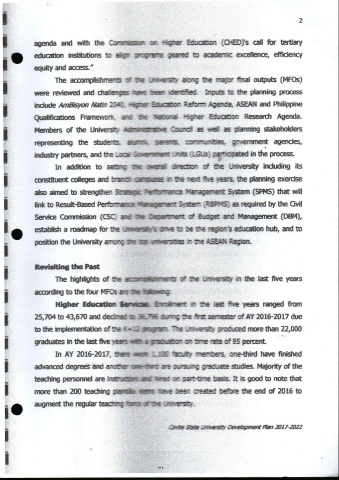 2
agenda and with the Commission on Higher Education (CHED)'s call for tertiary
education institutions to align programs geared to academic excellence, efficiency
equity and access."
The accomplishments of the University along the major final outputs (MFOs)
were reviewed and challenges have been identified. Inputs to the planning process
include AmBisyon Natin 2040, Higher Education Reform Agenda, ASEAN and Philippine
Qualifications Framework, and the National Higher Education Research Agenda.
Members of the University Administrative Council as well as planning stakeholders
representing the students, alumni, parents, communities, government agencies,
industry partners, and the Local Government Units (LGUs) participated in the process.
In addition to setting the overall direction of the University including its
constituent colleges and branch campuses in the next five years, the planning exercise
also aimed to strengthen Strategic Performance Management System (SPMS) that will
link to Result-Based Performance Management System (RBPMS) as required by the Civil
Service Commission (CSC) and the Department of Budget and Management (DBM),
establish a roadmap for the University's drive to be the region's education hub, and to
position the University among the top universities in the ASEAN Region.
Revisiting the Past
The highlights of the accomplishments of the University in the last five years
according to the four MFOs are the following:
Higher Education Services. Enrollment in the last five years ranged from
25,704 to 43,670 and declined to 36,796 during the first semester of AY 2016-2017 due
to the implementation of the K+12 program. The University produced more than 22,000
graduates in the last five years with a graduation on time rate of 85 percent.
In AY 2016-2017, there were 1,100 faculty members, one-third have finished
advanced degrees and another one-third are pursuing graduate studies. Majority of the
teaching personnel are instructors and hired on part-time basis. It is good to note that
more than 200 teaching plantilla items have been created before the end of 2016 to
augment the regular teaching force of the University.
Cavite State University Development Plan 2017-2022